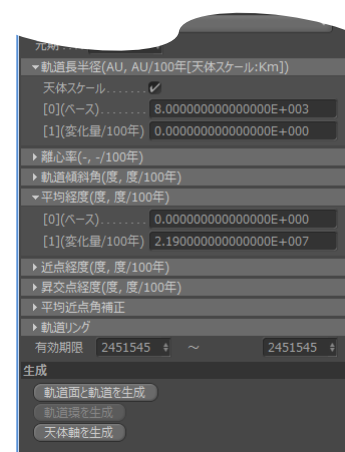 元期
▾軌道長半径(AU, AU/100年[天体スケール:Km])
天体スケール.......✔
[0](ベース)........ 8.000000000000000E+003
[1](変化量/100年) 0.000000000000000E+000
▸離心率(-, -/100年)
▸軌道傾斜角(度, 度/100年)
▾平均経度(度, 度/100年)
[0](ベース)........ 0.000000000000000E+000
[1](変化量/100年) 2.190000000000000E+007
▸近点経度(度, 度/100年)
▸昇交点経度(度, 度/100年)
▸平均近点角補正
▸軌道リング
有効期限 2451545 ～ 2451545
生成
軌道面と軌道を生成
軌道環を生成
天体軸を生成